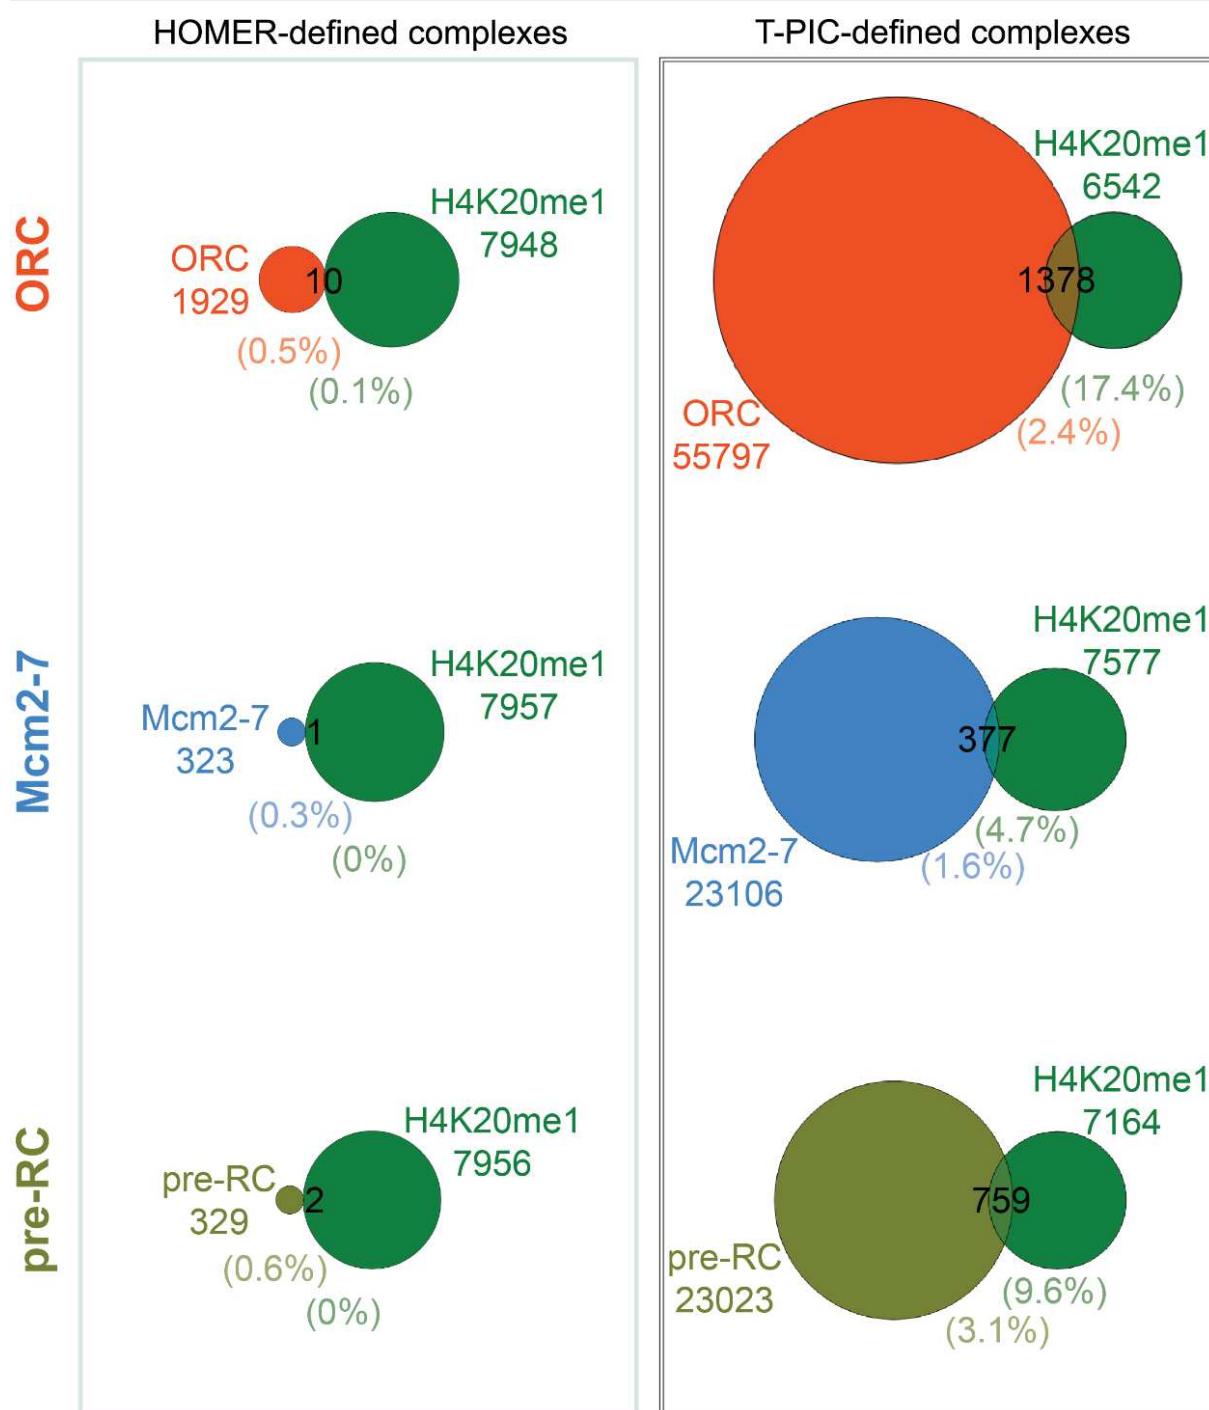 HOMER-defined complexes
T-PIC-defined complexes
ORC
ORC
1929
10
H4K20me1
7948
(0.5%)
(0.1%)
H4K20me1
6542
1378
(17.4%)
(2.4%)
ORC
55797
Mcm2-7
Mcm2-7
323
1
H4K20me1
7957
(0.3%)
(0%)
H4K20me1
7577
377
(4.7%)
(1.6%)
Mcm2-7
23106
pre-RC
pre-RC
329
2
H4K20me1
7956
(0.6%)
(0%)
H4K20me1
7164
759
(9.6%)
(3.1%)
pre-RC
23023